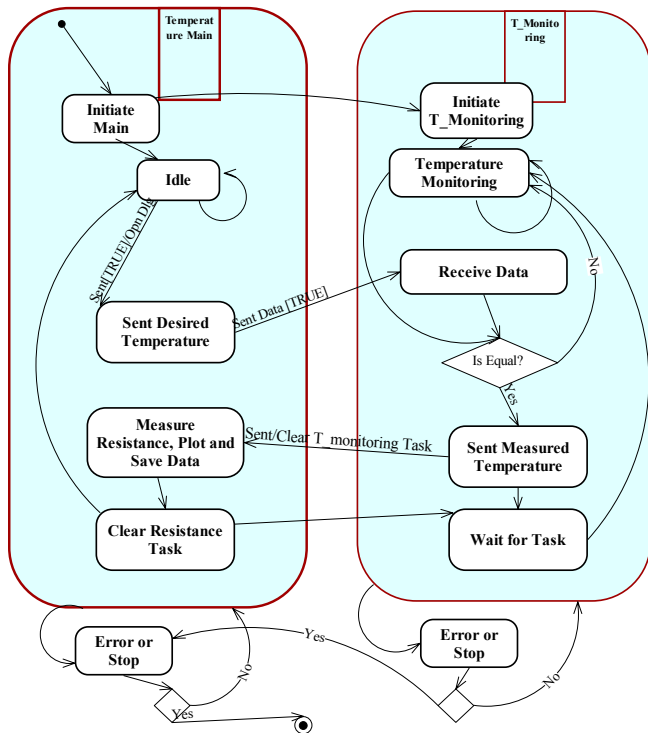 Temperat
ure Main
T_Monito
ring
Initiate
Main
Initiate
T_Monitoring
Idle
Temperature
Monitoring
Sent[TRUE]/Opn Dlg
Receive Data
No
Sent Desired
Temperature
Sent Data [TRUE]
Is Equal?
Yes
Measure
Resistance, Plot and
Save Data
Sent/Clear T_monitoring Task
Sent Measured
Temperature
Clear Resistance
Task
Wait for Task
Error or
Stop
No
Yes
Yes
Error or
Stop
No